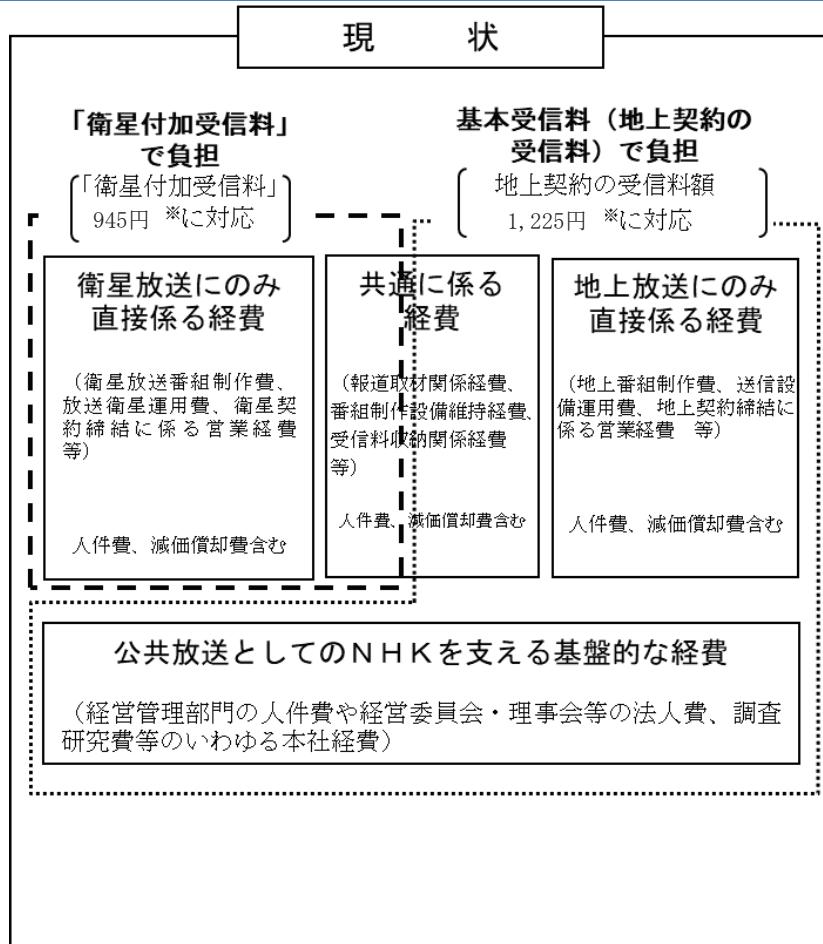 現　　状
「衛星付加受信料」
で負担
「衛星付加受信料」
945円 ※に対応
基本受信料（地上契約の
受信料）で負担
地上契約の受信料額
1,225円 ※に対応
衛星放送にのみ
直接係る経費
（衛星放送番組制作費、
放送衛星運用費、衛星契
約締結に係る営業経費
等）
人件費、減価償却費含む
共通に係る
経費
（報道取材関係経費、
番組制作設備維持経費、
受信料収納関係経費
等）
人件費、減価償却費含む
地上放送にのみ
直接係る経費
（地上番組制作費、送信設
備運用費、地上契約締結に
係る営業経費　等）
人件費、減価償却費含む
公共放送としてのＮＨＫを支える基盤的な経費
（経営管理部門の人件費や経営委員会・理事会等の法人費、調査
研究費等のいわゆる本社経費）